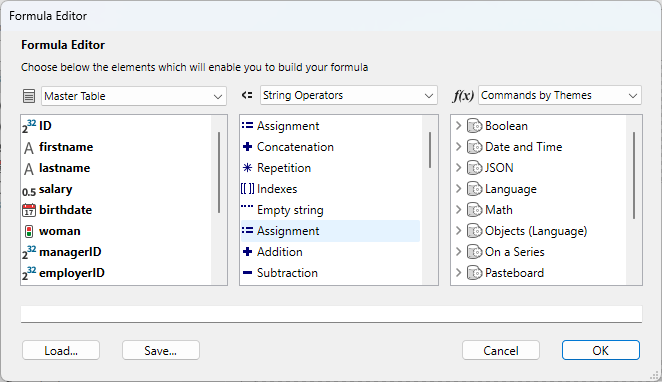 Formula Editor
Formula Editor
Choose below the elements which will enable you to build your formula
Master Table
<= String Operators
f(x) Commands by Themes
2^32 ID
A firstname
A lastname
0.5 salary
17 birthdate
woman
2^32 managerID
2^32 employerID
:= Assignment
+ Concatenation
* Repetition
[[ ]] Indexes
"" Empty string
:= Assignment
+ Addition
- Subtraction
Boolean
Date and Time
JSON
Language
Math
Objects (Language)
On a Series
Pasteboard
Load...
Save...
Cancel
OK